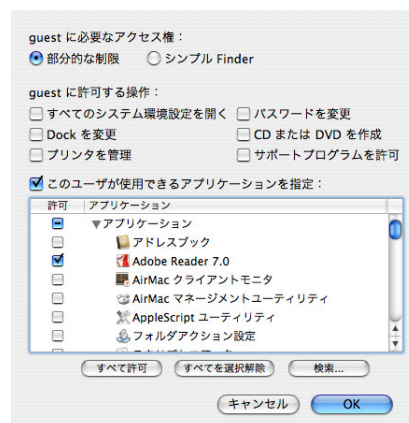 guest に必要なアクセス権：
部分的な制限 シンプル Finder
guest に許可する操作：
すべてのシステム環境設定を開く パスワードを変更
Dock を変更 CD または DVD を作成
プリンタを管理 サポートプログラムを許可
このユーザが使用できるアプリケーションを指定：
許可 アプリケーション
▼アプリケーション
アドレスブック
Adobe Reader 7.0
AirMac クライアントモニタ
AirMac マネージメントユーティリティ
AppleScript ユーティリティ
フォルダアクション設定
すべて許可 すべてを選択解除 検索...
キャンセル OK